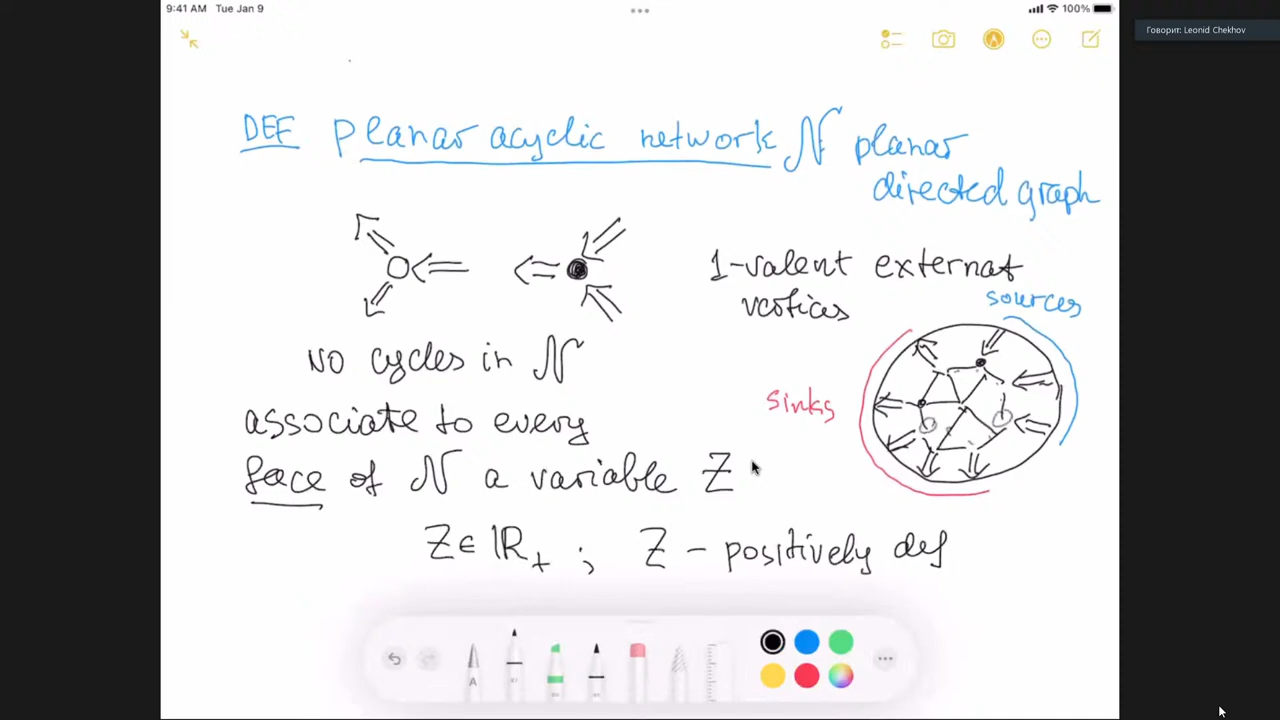 9:41 AM Tue Jan 9
100%
Говорит: Leonid Chekhov
DEF planar acyclic network N planar
directed graph
1-valent external
vertices
sources
sinks
No cycles in N
associate to every
face of N a variable Z
Z ∈ ℝ₊ ; Z - positively def
A